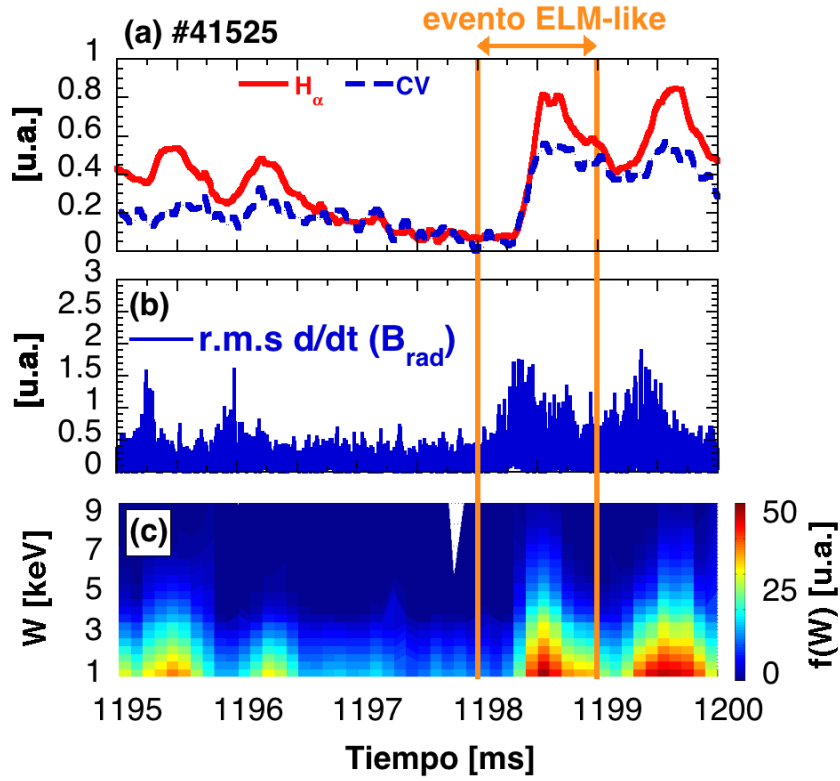 evento ELM-like
(a) #41525
H_α CV
[u.a.]
1
0.8
0.6
0.4
0.2
0
(b)
r.m.s d/dt (B_rad)
[u.a.]
3
2.5
2
1.5
1
0.5
0
(c)
W [keV]
9
7
5
3
1
50
25
0
f(W) [u.a.]
1195 1196 1197 1198 1199 1200
Tiempo [ms]